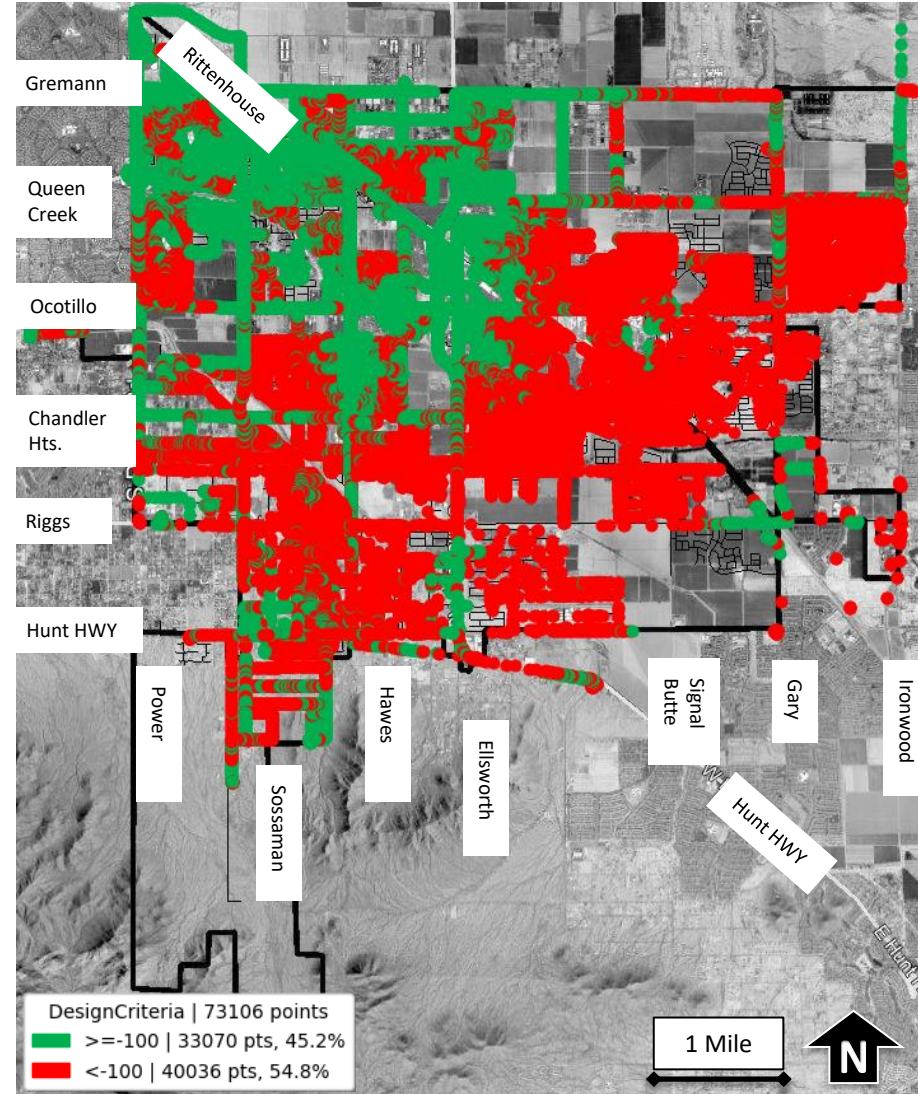 Rittenhouse
Gremann
Queen
Creek
Ocotillo
Chandler
Hts.
Riggs
Hunt HWY
Power
Sossaman
Hawes
Ellsworth
Signal
Butte
Gary
Ironwood
Hunt HWY
DesignCriteria | 73106 points
>=-100 | 33070 pts, 45.2%
<-100 | 40036 pts, 54.8%
1 Mile
N